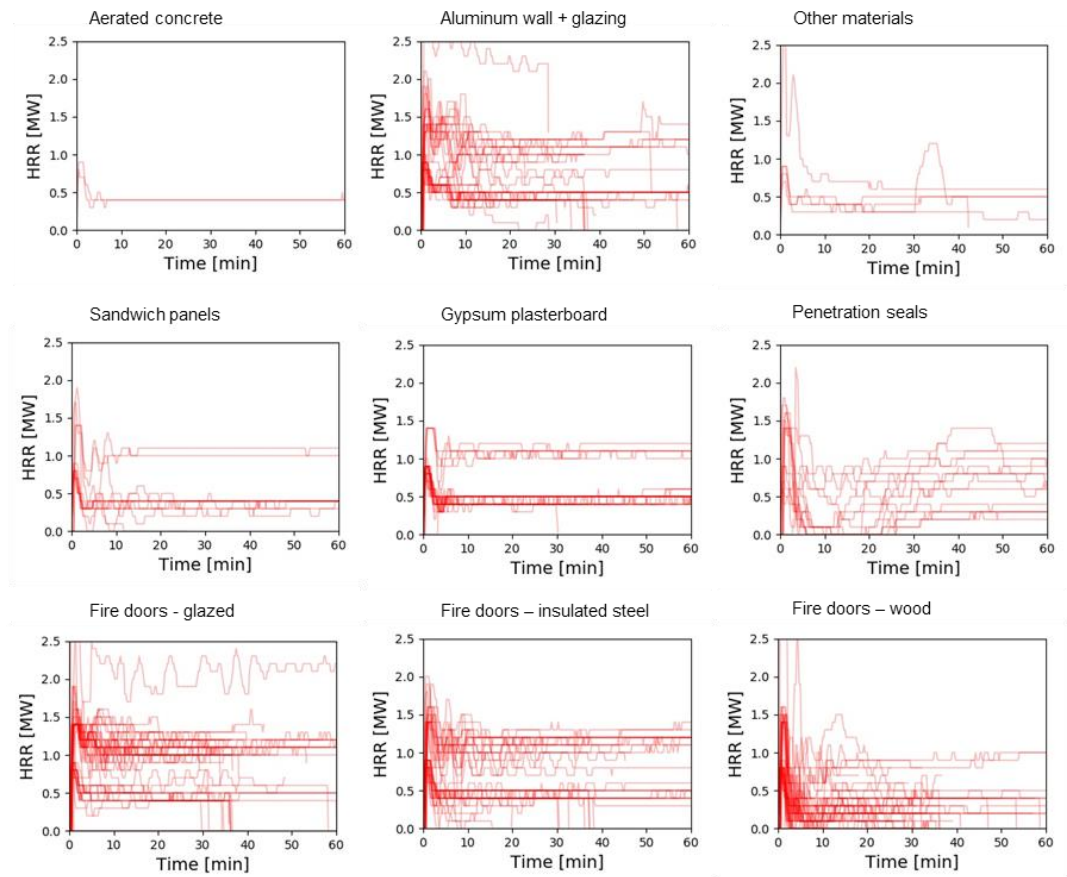 Aerated concrete
2.5
2.0
1.5
1.0
0.5
0.0
HRR [MW]
0 10 20 30 40 50 60
Time [min]
Aluminum wall + glazing
2.5
2.0
1.5
1.0
0.5
0.0
HRR [MW]
0 10 20 30 40 50 60
Time [min]
Other materials
2.5
2.0
1.5
1.0
0.5
0.0
HRR [MW]
0 10 20 30 40 50 60
Time [min]
Sandwich panels
2.5
2.0
1.5
1.0
0.5
0.0
HRR [MW]
0 10 20 30 40 50 60
Time [min]
Gypsum plasterboard
2.5
2.0
1.5
1.0
0.5
0.0
HRR [MW]
0 10 20 30 40 50 60
Time [min]
Penetration seals
2.5
2.0
1.5
1.0
0.5
0.0
HRR [MW]
0 10 20 30 40 50 60
Time [min]
Fire doors - glazed
2.5
2.0
1.5
1.0
0.5
0.0
HRR [MW]
0 10 20 30 40 50 60
Time [min]
Fire doors – insulated steel
2.5
2.0
1.5
1.0
0.5
0.0
HRR [MW]
0 10 20 30 40 50 60
Time [min]
Fire doors – wood
2.5
2.0
1.5
1.0
0.5
0.0
HRR [MW]
0 10 20 30 40 50 60
Time [min]